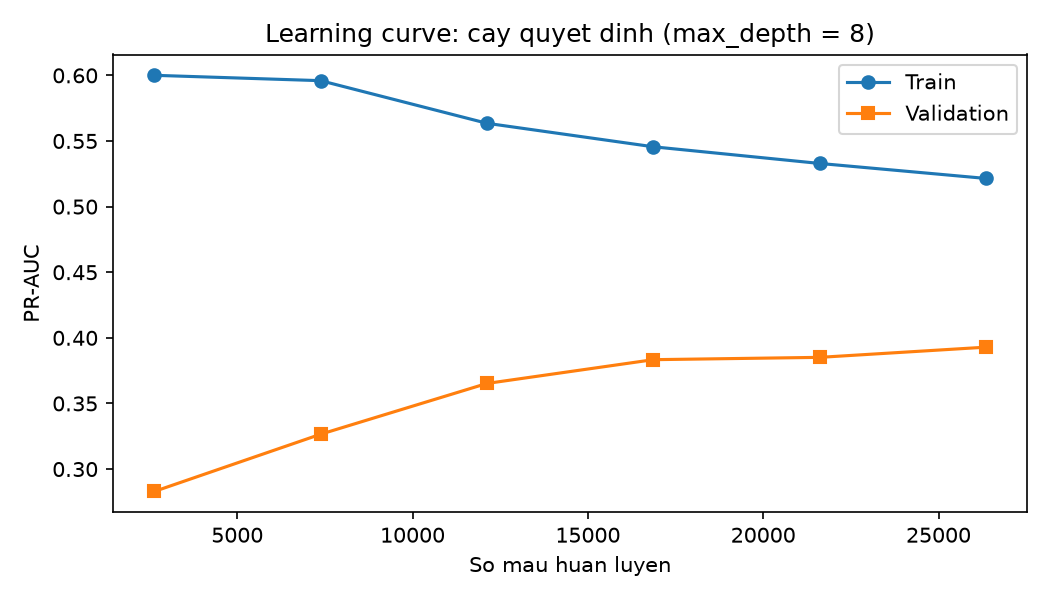 Learning curve: cay quyet dinh (max_depth = 8)
Train
Validation
PR-AUC
0.60
0.55
0.50
0.45
0.40
0.35
0.30
5000
10000
15000
20000
25000
So mau huan luyen